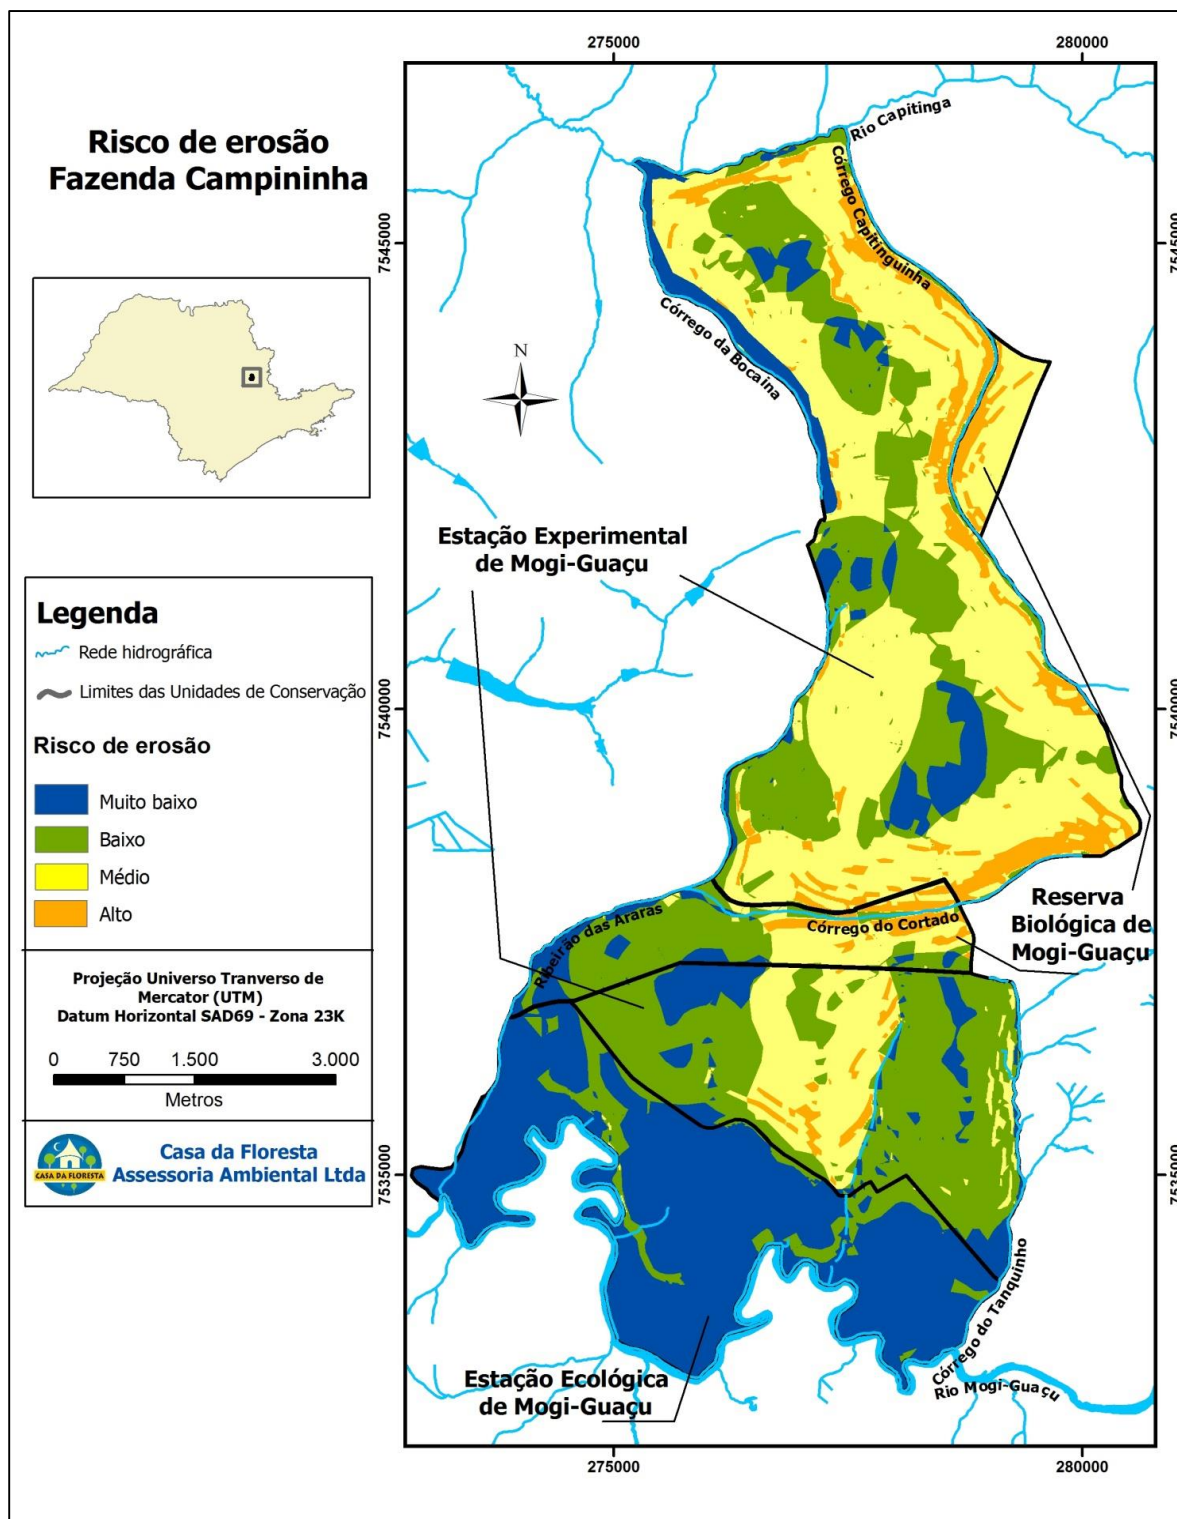 Risco de erosão
Fazenda Campininha
Legenda
Rede hidrográfica
Limites das Unidades de Conservação
Risco de erosão
Muito baixo
Baixo
Médio
Alto
Projeção Universo Tranverso de
Mercator (UTM)
Datum Horizontal SAD69 - Zona 23K
0 750 1.500 3.000
Metros
CASA DA FLORESTA
Casa da Floresta
Assessoria Ambiental Ltda
275000 280000
7545000 7545000
7540000 7540000
7535000 7535000
275000 280000
N
Rio Capitinga
Córrego Capitinguinha
Córrego da Bocaina
Estação Experimental
de Mogi-Guaçu
Reserva
Biológica de
Mogi-Guaçu
Ribeirão das Araras
Córrego do Cortado
Estação Ecológica
de Mogi-Guaçu
Córrego do Tanquinho
Rio Mogi-Guaçu